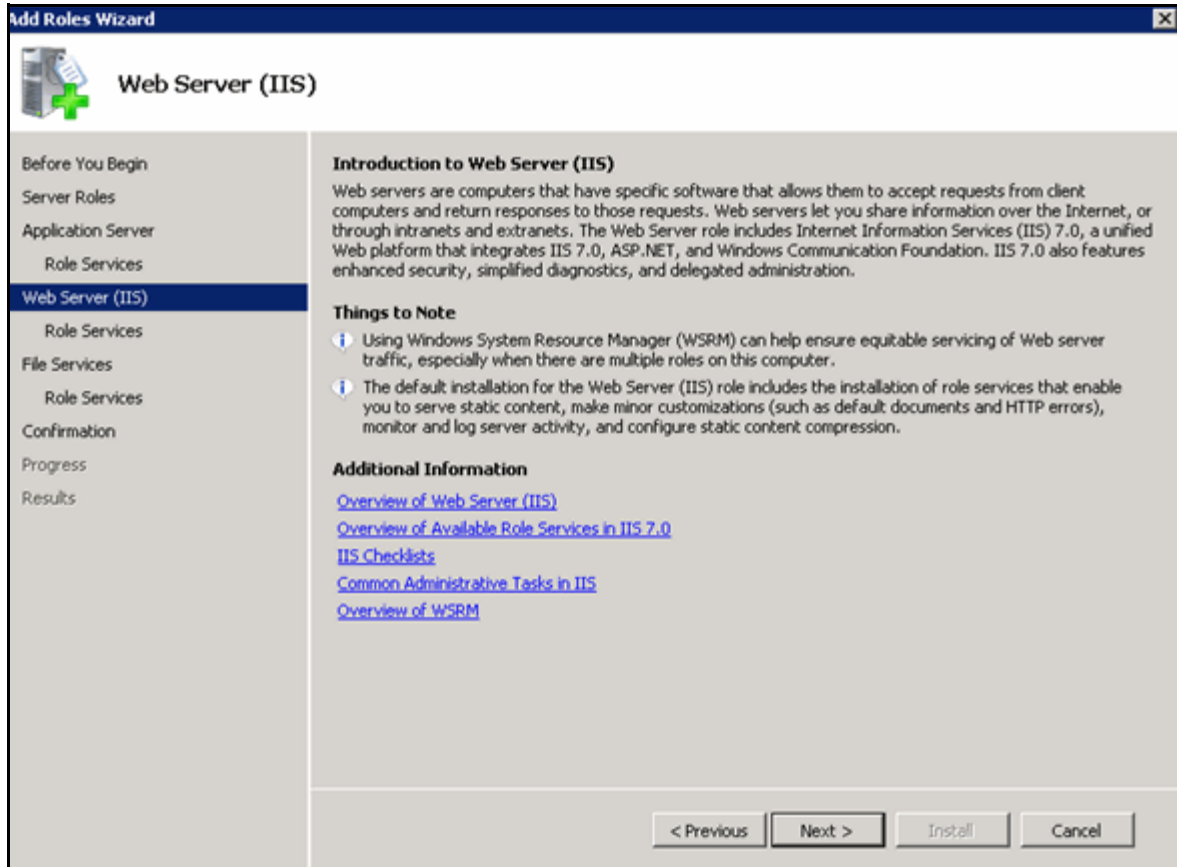 Add Roles Wizard
Web Server (IIS)
Before You Begin
Server Roles
Application Server
Role Services
Web Server (IIS)
Role Services
File Services
Role Services
Confirmation
Progress
Results
Introduction to Web Server (IIS)
Web servers are computers that have specific software that allows them to accept requests from client
computers and return responses to those requests. Web servers let you share information over the Internet, or
through intranets and extranets. The Web Server role includes Internet Information Services (IIS) 7.0, a unified
Web platform that integrates IIS 7.0, ASP.NET, and Windows Communication Foundation. IIS 7.0 also features
enhanced security, simplified diagnostics, and delegated administration.
Things to Note
Using Windows System Resource Manager (WSRM) can help ensure equitable servicing of Web server
traffic, especially when there are multiple roles on this computer.
The default installation for the Web Server (IIS) role includes the installation of role services that enable
you to serve static content, make minor customizations (such as default documents and HTTP errors),
monitor and log server activity, and configure static content compression.
Additional Information
Overview of Web Server (IIS)
Overview of Available Role Services in IIS 7.0
IIS Checklists
Common Administrative Tasks in IIS
Overview of WSRM
< Previous
Next >
Install
Cancel